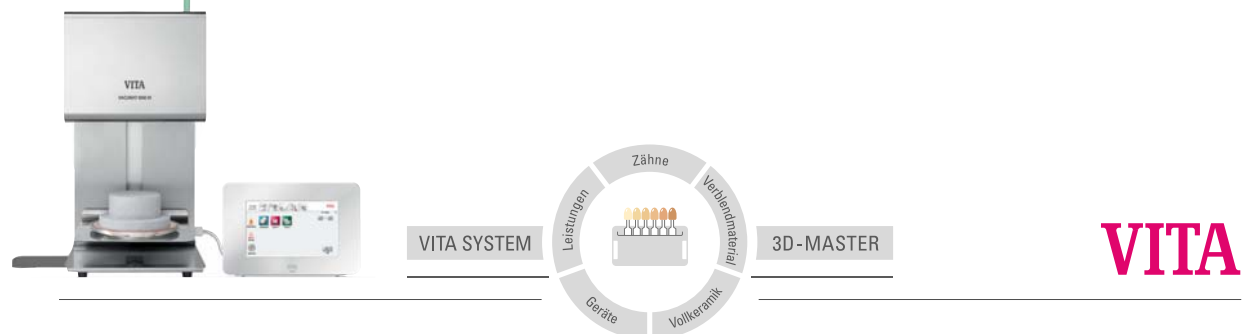 VITA
VITA SYSTEM
Zähne
Verblendmaterial
Vollkeramik
Geräte
Leistungen
3D-MASTER
VITA